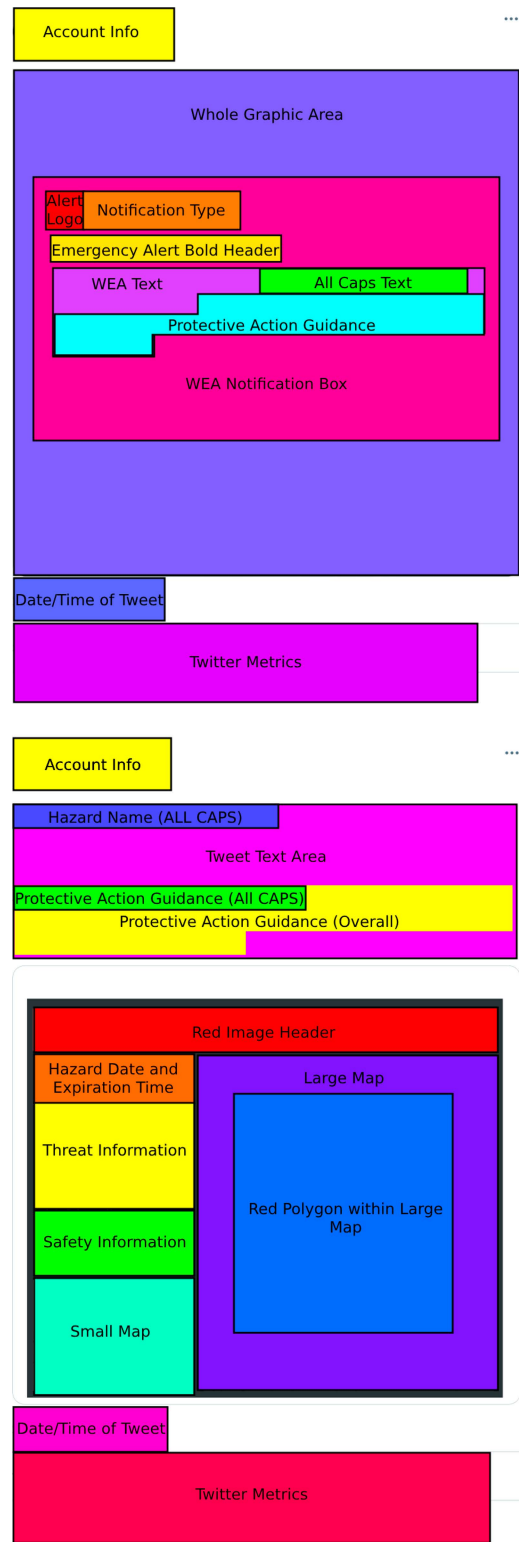 Account Info
Whole Graphic Area
Alert
Logo
Notification Type
Emergency Alert Bold Header
WEA Text
All Caps Text
Protective Action Guidance
WEA Notification Box
Date/Time of Tweet
Twitter Metrics
Account Info
Hazard Name (ALL CAPS)
Tweet Text Area
Protective Action Guidance (All CAPS)
Protective Action Guidance (Overall)
Red Image Header
Hazard Date and
Expiration Time
Threat Information
Safety Information
Small Map
Large Map
Red Polygon within Large
Map
Date/Time of Tweet
Twitter Metrics